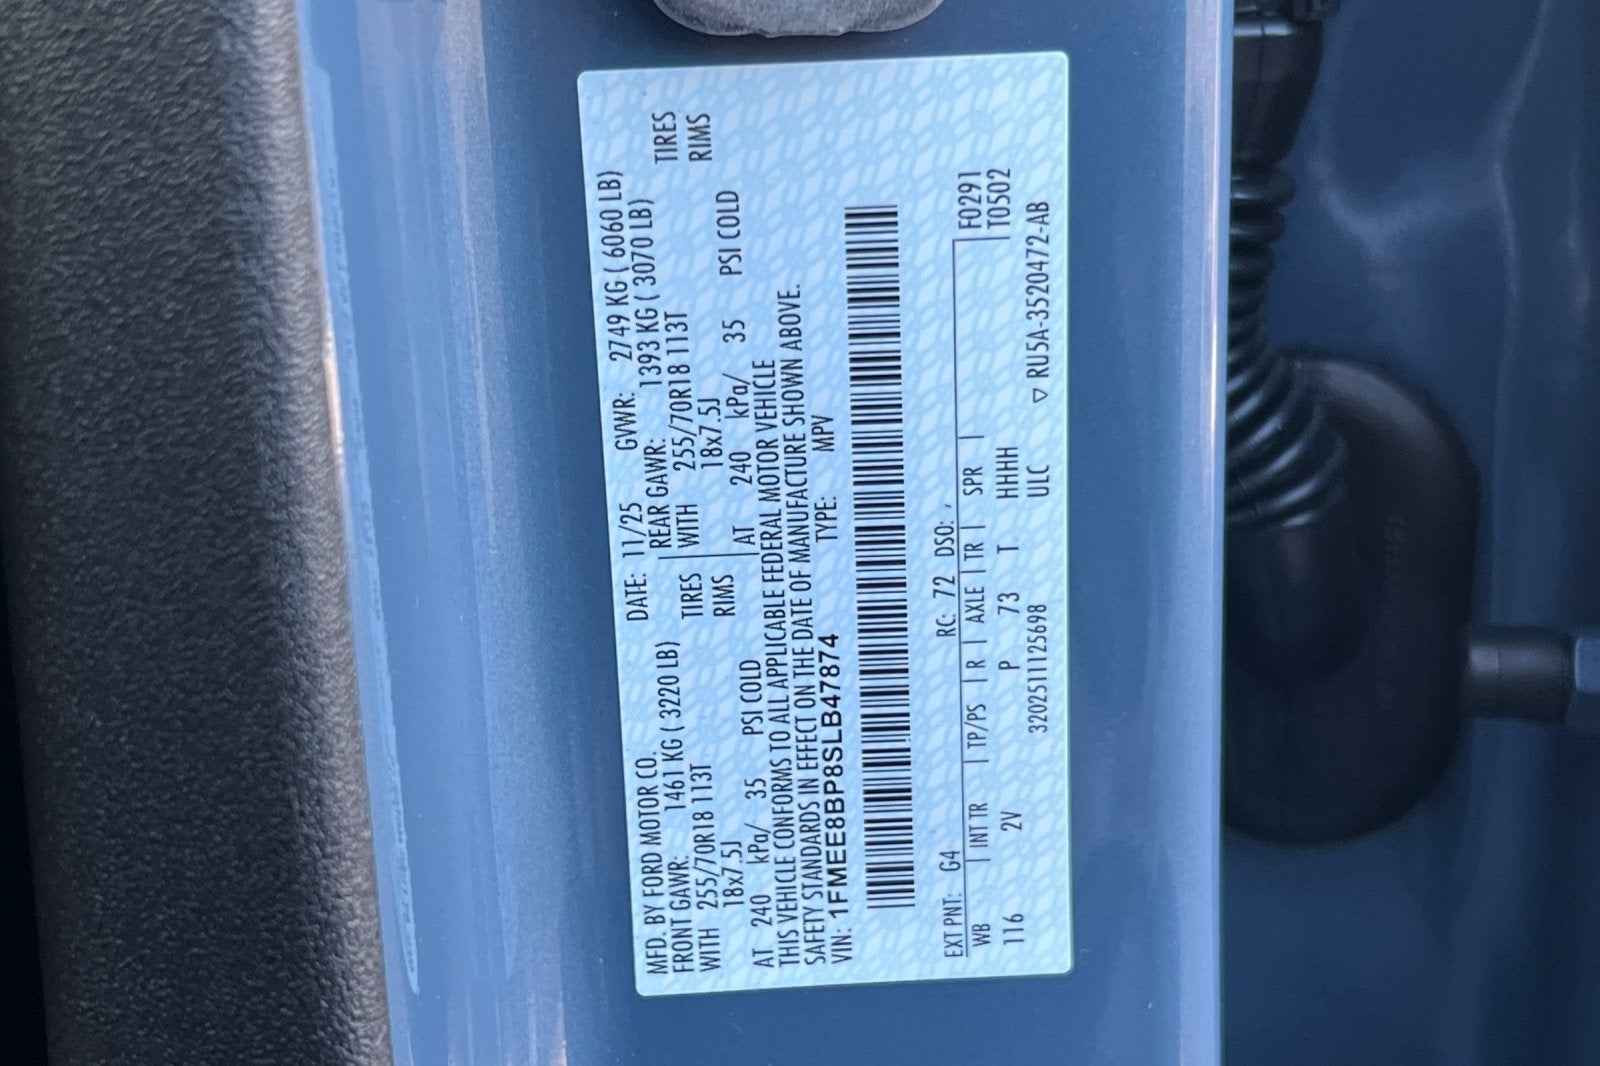 MFD. BY FORD MOTOR CO. DATE: 11/25 GVWR: 2749 KG ( 6060 LB)
FRONT GAWR: 1461 KG ( 3220 LB) REAR GAWR: 1393 KG ( 3070 LB)
WITH 255/70R18 113T TIRES WITH 255/70R18 113T TIRES
18x7.5J RIMS 18x7.5J RIMS
AT 240 kPa/ 35 PSI COLD AT 240 kPa/ 35 PSI COLD
THIS VEHICLE CONFORMS TO ALL APPLICABLE FEDERAL MOTOR VEHICLE
SAFETY STANDARDS IN EFFECT ON THE DATE OF MANUFACTURE SHOWN ABOVE.
VIN: 1FMEE8BP8SLB47874 TYPE: MPV
EXT PNT: G4 RC: 72 DSO: , F0291
WB | INT TR | TP/PS | R | AXLE | TR | SPR | T0502
116 2V P 73 T HHHH
320251125698 ULC ▽ RU5A-3520472-AB